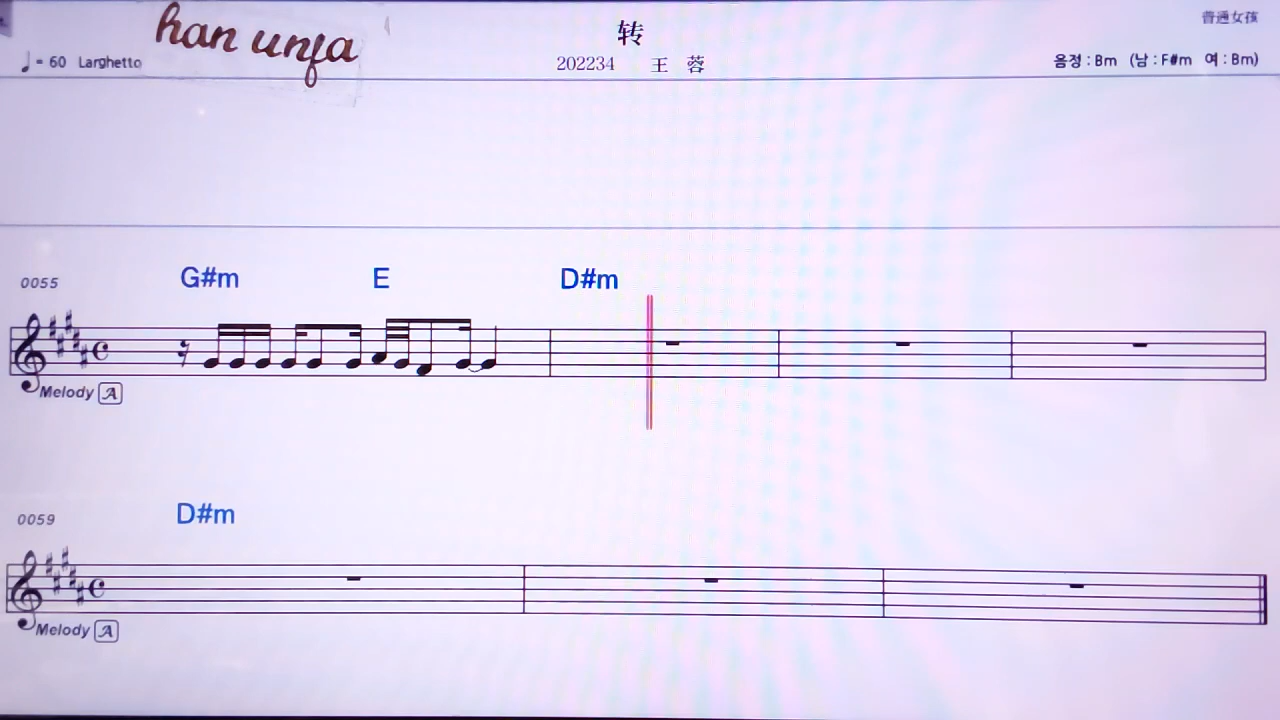 han unfa
转
普通女孩
♩= 60 Larghetto
202234 王 蓉
음정 : Bm (남 : F#m 여 : Bm)
G#m E D#m
0055
Melody A
D#m
0059
Melody A